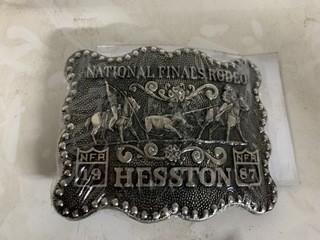 NATIONAL FINALS RODEO
NFR NFR
19 HESSTON 87